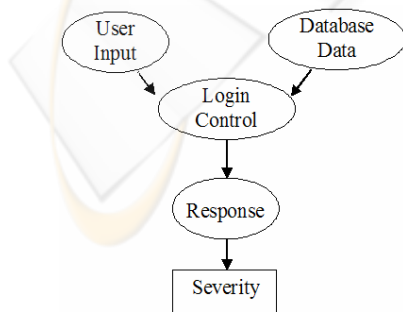 User
Input
Database
Data
Login
Control
Response
Severity